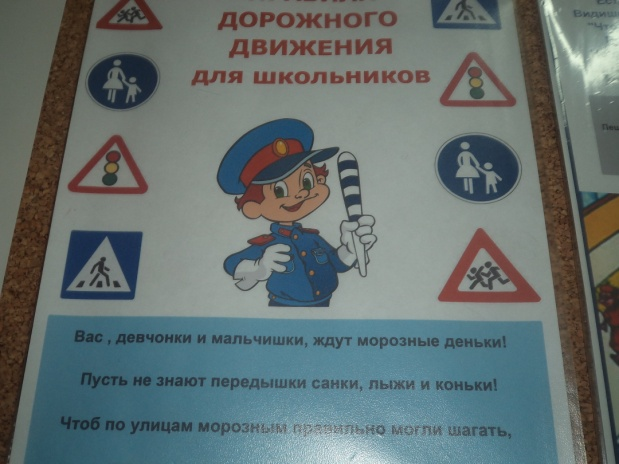 ДОРОЖНОГО
ДВИЖЕНИЯ
для школьников
Вас , девчонки и мальчишки, ждут морозные деньки!
Пусть не знают передышки санки, лыжи и коньки!
Чтоб по улицам морозным правильно могли шагать,